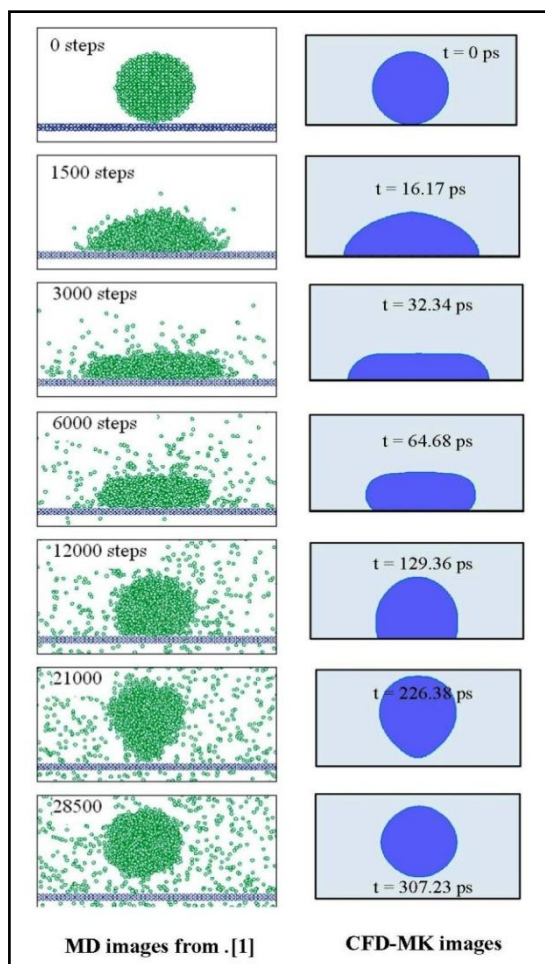 0 steps
t = 0 ps
1500 steps
t = 16.17 ps
3000 steps
t = 32.34 ps
6000 steps
t = 64.68 ps
12000 steps
t = 129.36 ps
21000
t = 226.38 ps
28500
t = 307.23 ps
MD images from .[1]
CFD-MK images